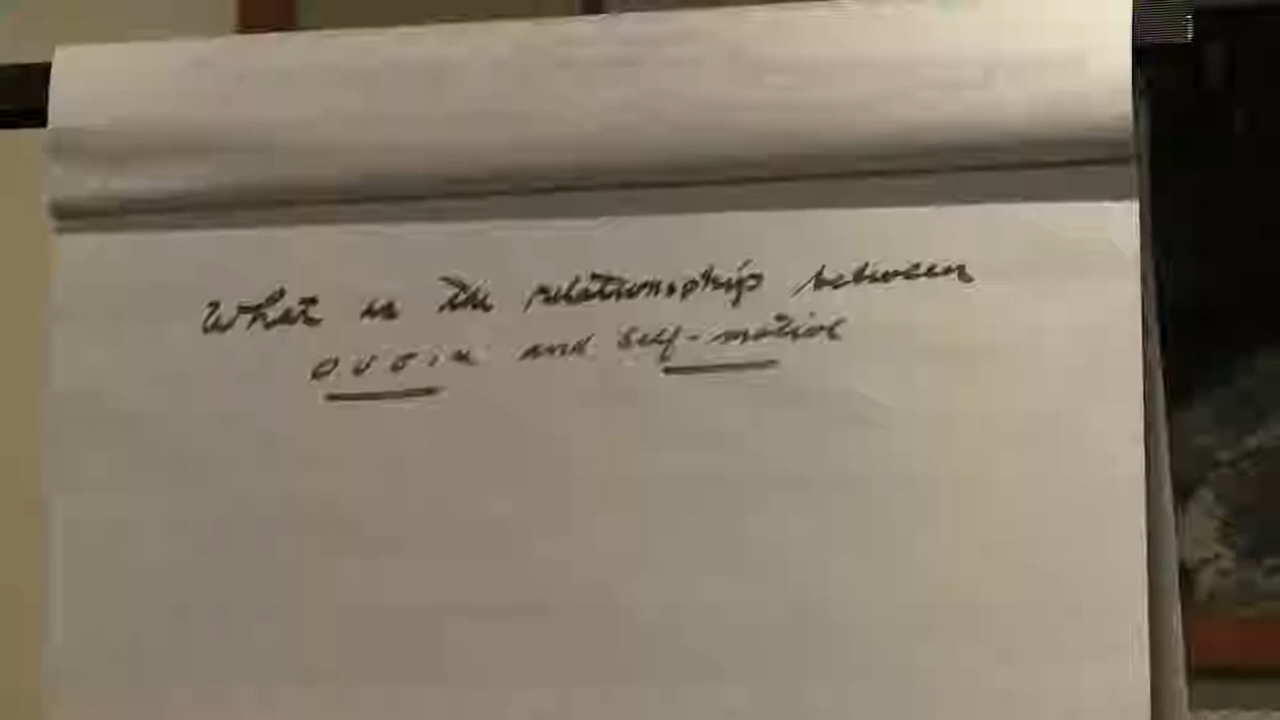 What is the relationship between
ουσια and self-motion